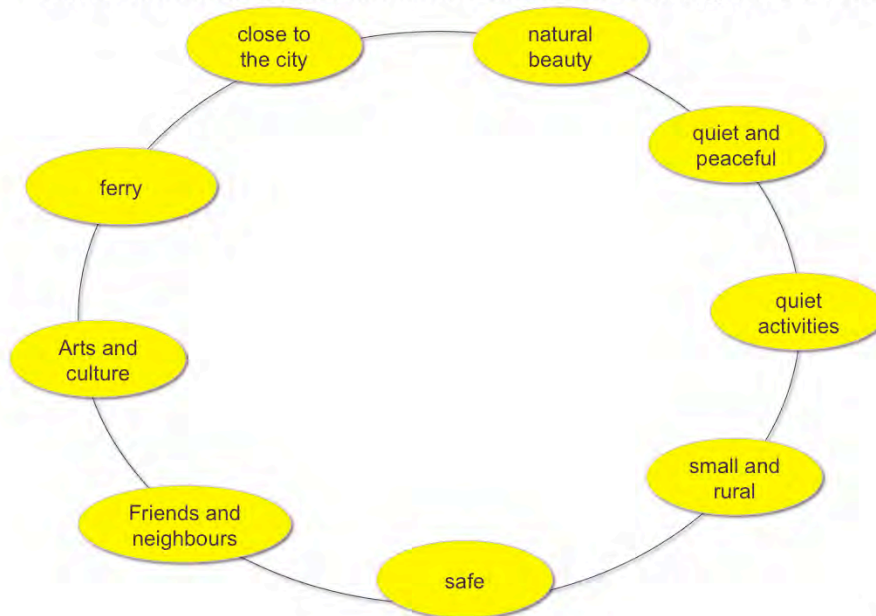 close to
the city
natural
beauty
quiet and
peaceful
ferry
quiet
activities
Arts and
culture
small and
rural
Friends and
neighbours
safe